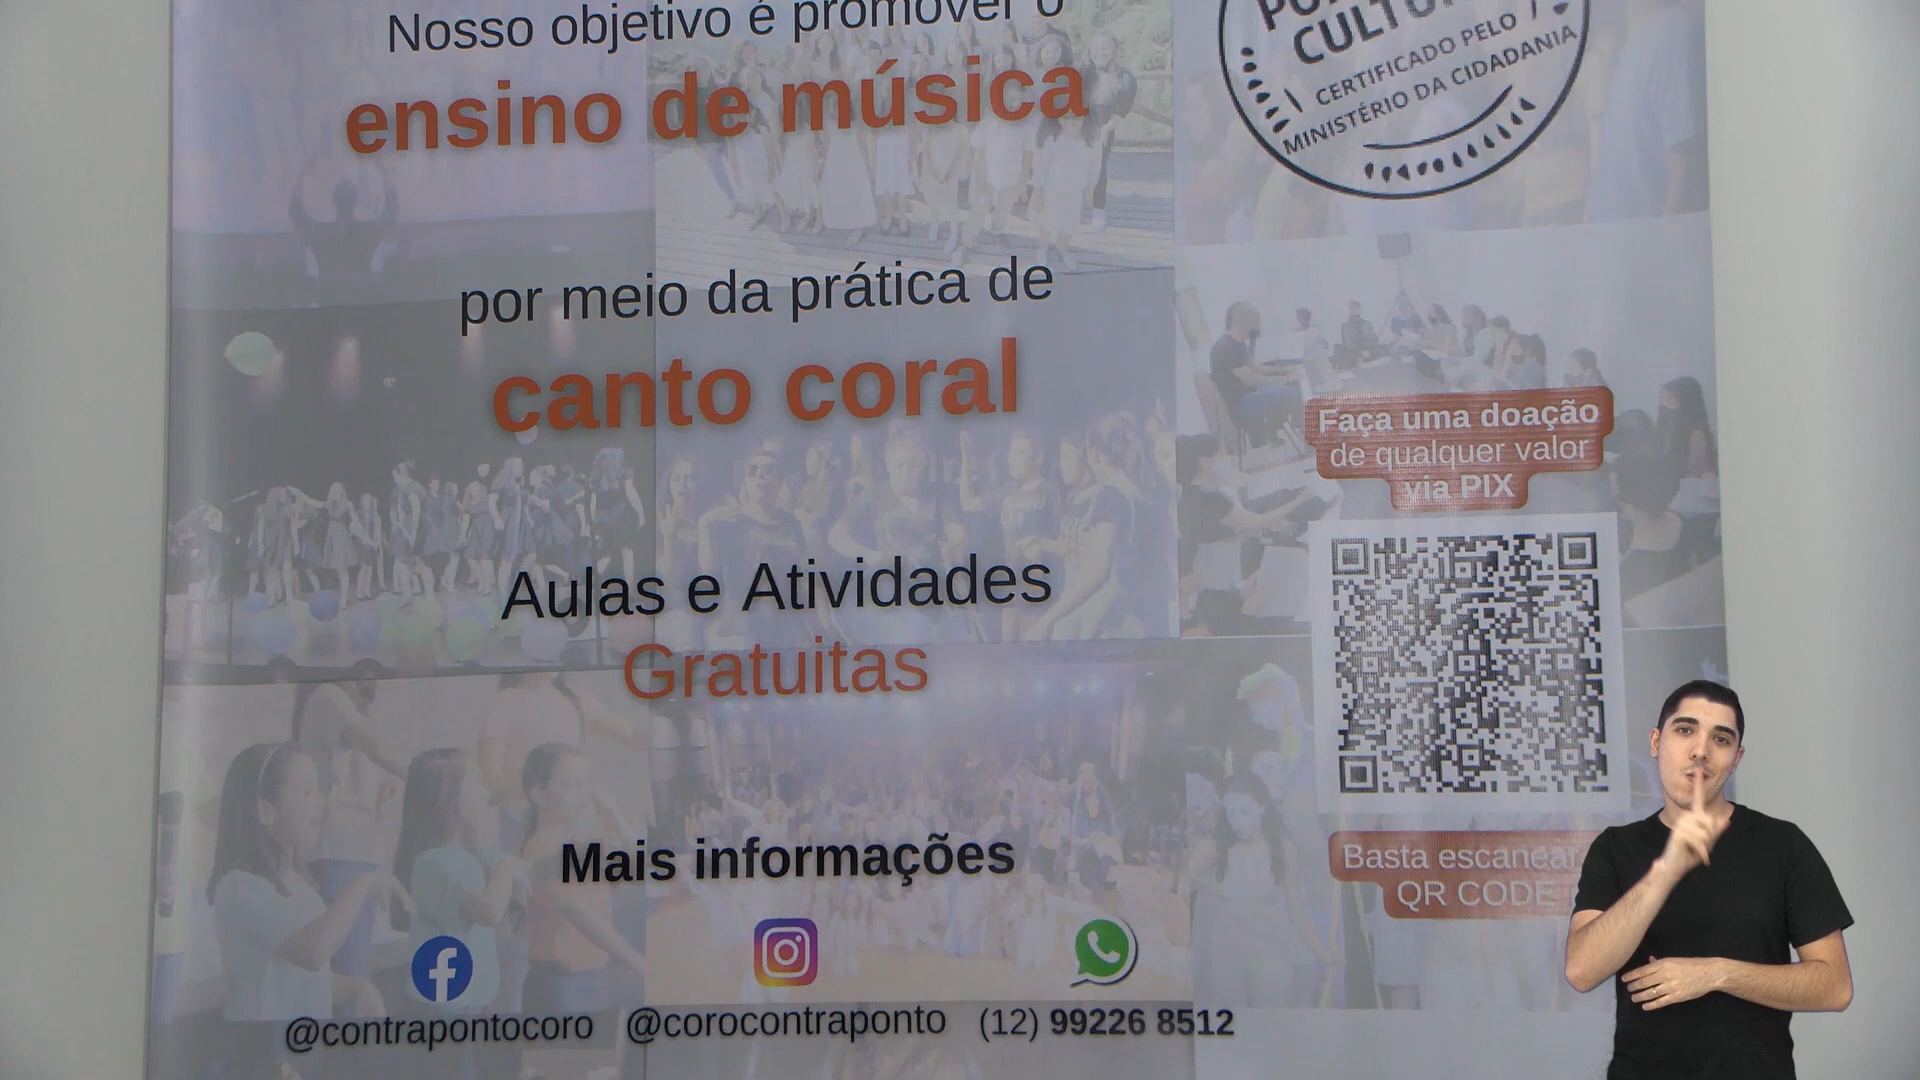 Nosso objetivo é promover o
ensino de música
por meio da prática de
canto coral
Aulas e Atividades
Gratuitas
Mais informações
@contrapontocoro
@corocontraponto
(12) 99226 8512
CERTIFICADO PELO
MINISTÉRIO DA CIDADANIA
Faça uma doação
de qualquer valor
via PIX
Basta escanear
QR CODE